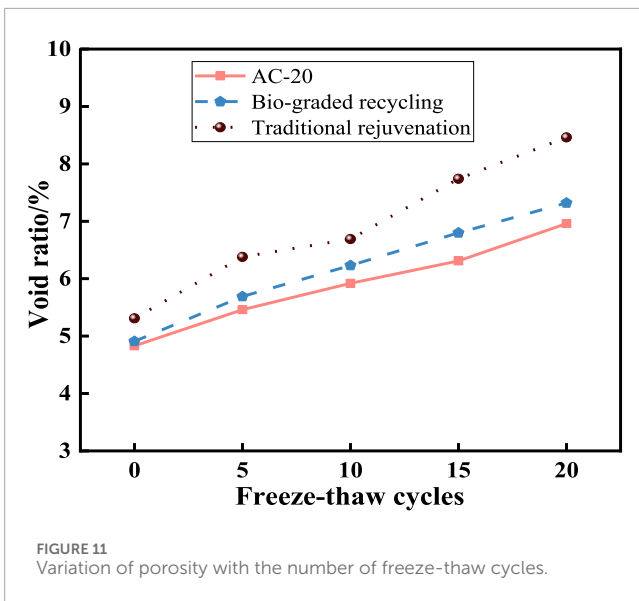 10
9
8
7
6
5
4
3
Void ratio/%
AC-20
Bio-graded recycling
Traditional rejuvenation
0 5 10 15 20
Freeze-thaw cycles
FIGURE 11
Variation of porosity with the number of freeze-thaw cycles.